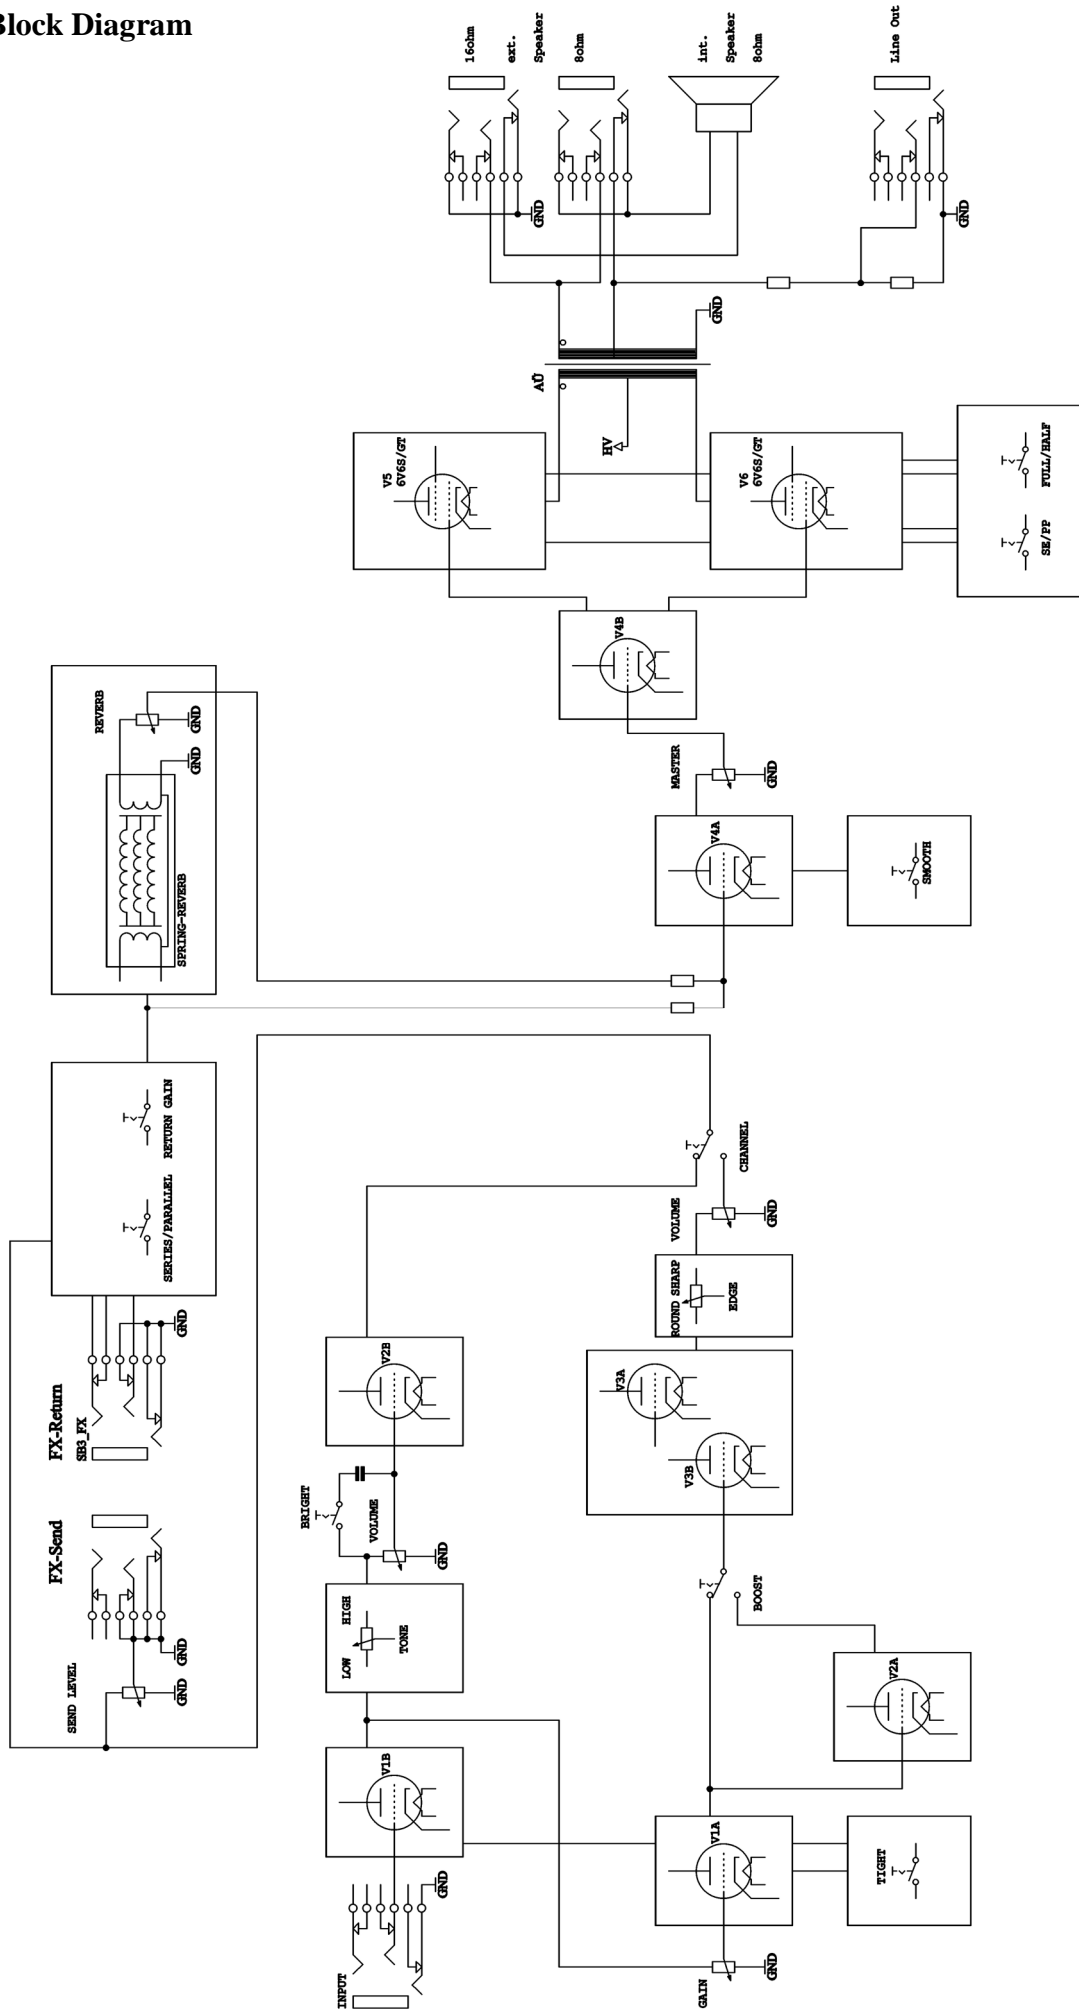 Block Diagram
16ohm
ext.
Speaker
8ohm
int.
Speaker
8ohm
Line Out
GND
GND
GND
AÜ
HV
V5
6V6S/GT
V6
6V6S/GT
FULL/HALF
SE/PP
V4B
REVERB
GND
GND
SPRING-REVERB
MASTER
GND
V4A
SMOOTH
RETURN GAIN
SERIES/PARALLEL
CHANNEL
VOLUME
GND
ROUND SHARP
EDGE
GND
FX-Return
SB3_FX
V2B
V3A
V3B
BRIGHT
VOLUME
GND
FX-Send
BOOST
HIGH
LOW
TONE
GND
GND
SEND LEVEL
V2A
V1B
V1A
TIGHT
GND
INPUT
GAIN
GND